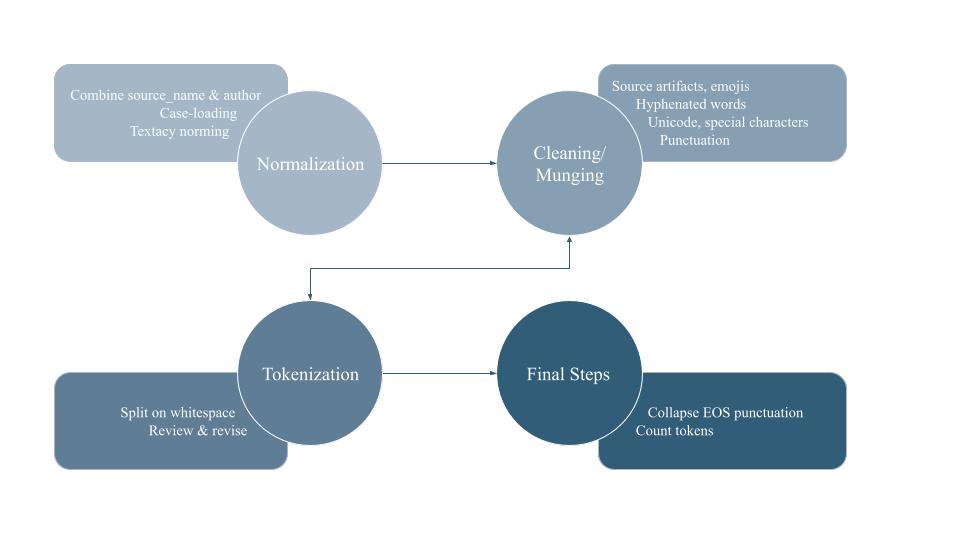 Combine source_name & author
Case-loading
Textacy norming
Normalization
Cleaning/
Munging
Source artifacts, emojis
Hyphenated words
Unicode, special characters
Punctuation
Tokenization
Split on whitespace
Review & revise
Final Steps
Collapse EOS punctuation
Count tokens